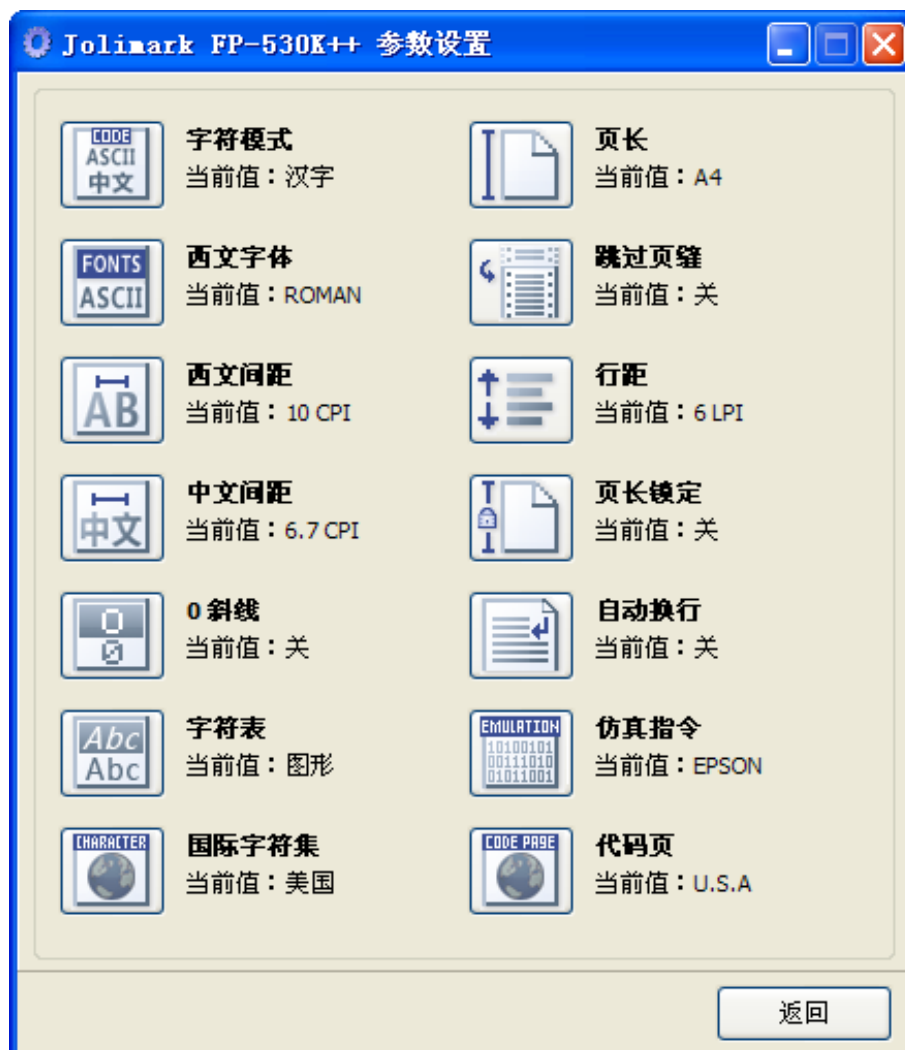 Jolimark FP-530K++ 参数设置
CODE
ASCII
中文
字符模式
当前值：汉字
页长
当前值：A4
FONTS
ASCII
西文字体
当前值：ROMAN
跳过页缝
当前值：关
AB
西文间距
当前值：10 CPI
行距
当前值：6 LPI
中文
中文间距
当前值：6.7 CPI
页长镜定
当前值：关
0
0
0 斜线
当前值：关
自动换行
当前值：关
Abc
Abc
字符表
当前值：图形
EMULATION
10100101
00111010
01011001
仿真指令
当前值：EPSON
CHARACTER
国际字符集
当前值：美国
CODE PAGE
代码页
当前值：U.S.A
返回